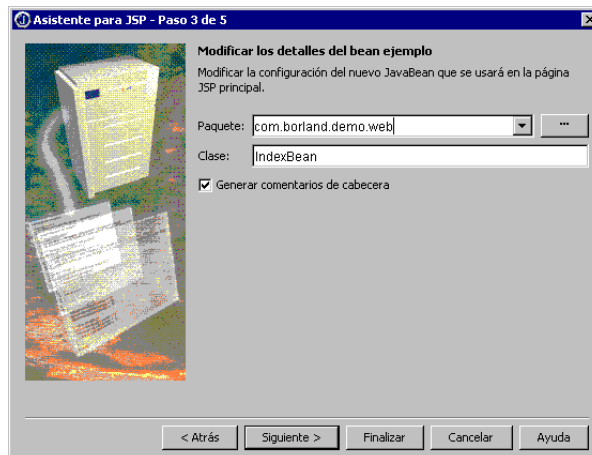 Asistente para JSP - Paso 3 de 5
Modificar los detalles del bean ejemplo
Modificar la configuración del nuevo JavaBean que se usará en la página
JSP principal.
Paquete: com.borland.demo.web ...
Clase: IndexBean
Generar comentarios de cabecera
< Atrás Siguiente > Finalizar Cancelar Ayuda